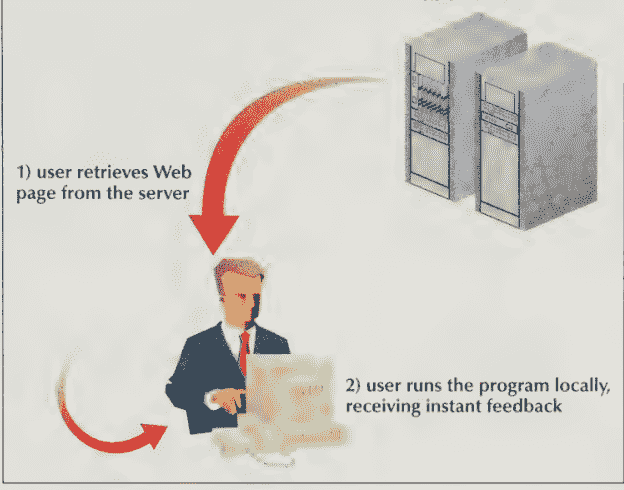 1) user retrieves Web
page from the server
2) user runs the program locally,
receiving instant feedback